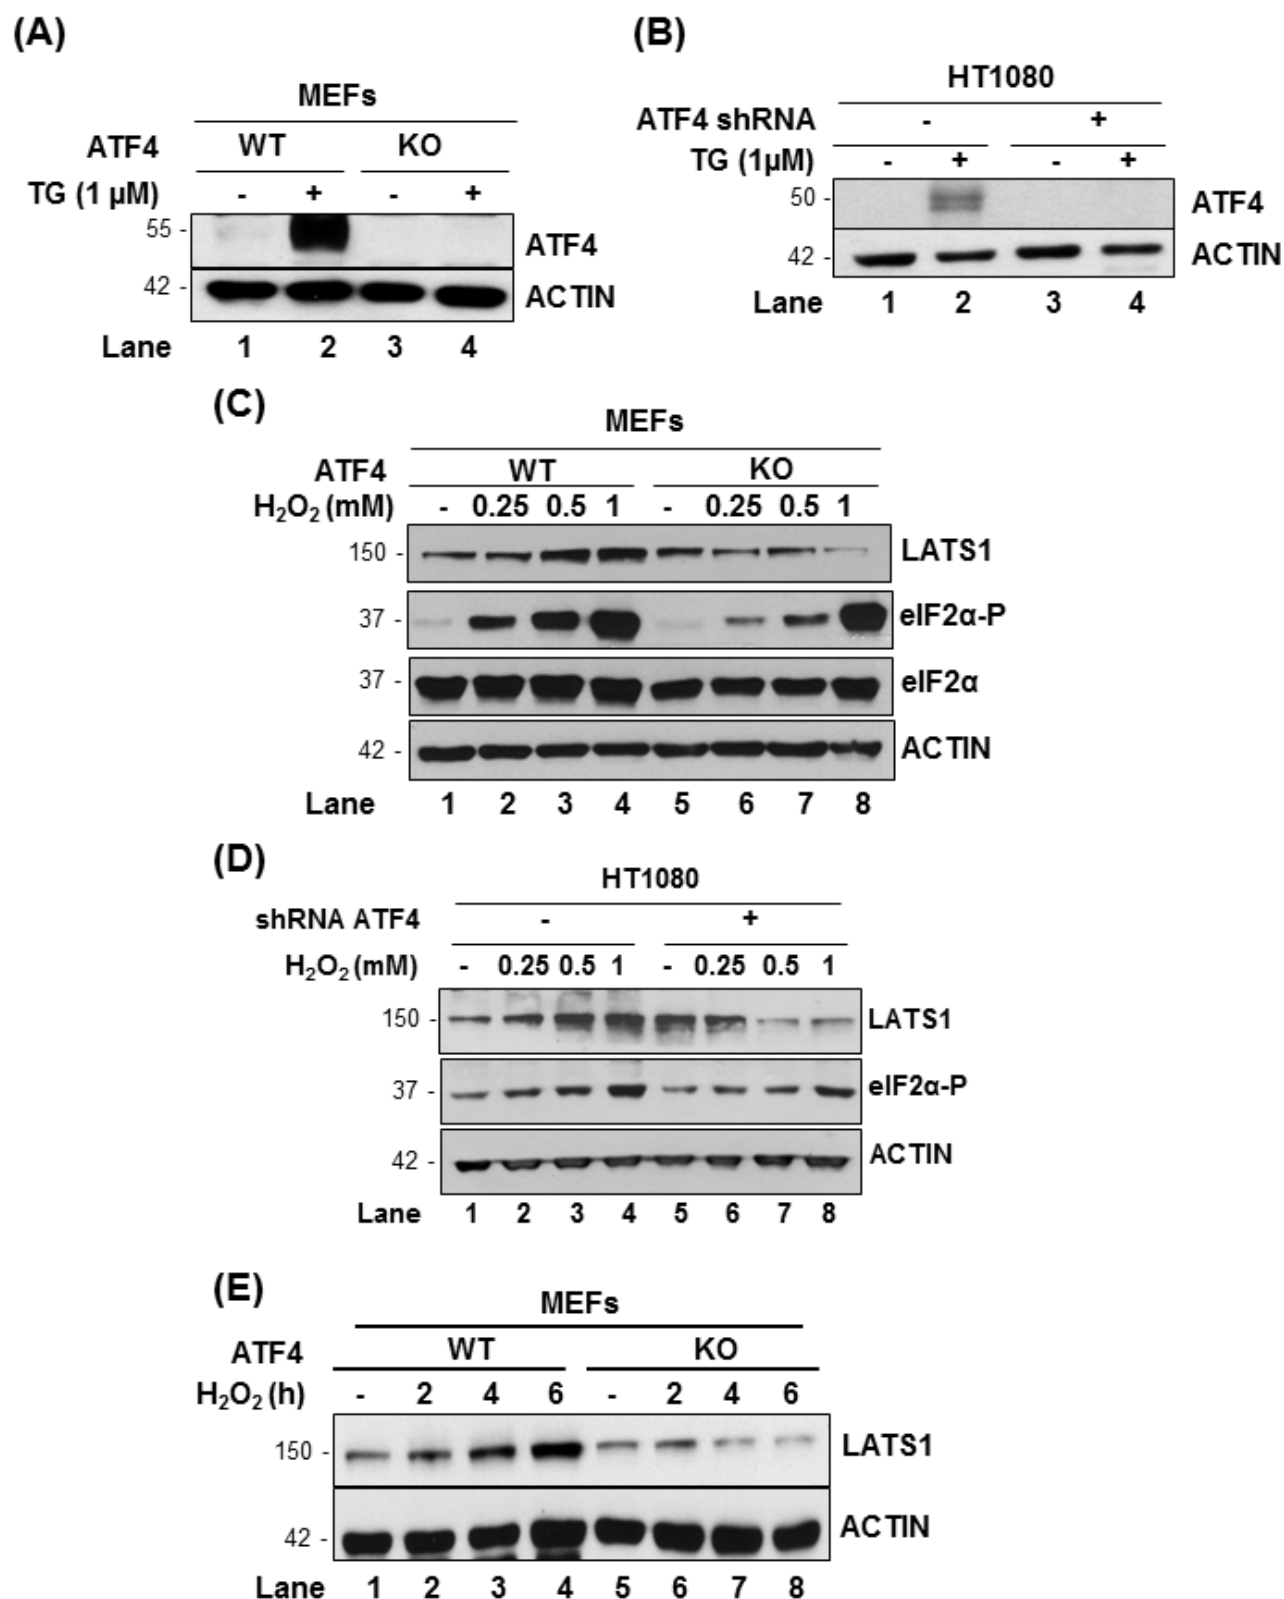 (A)
MEFs
ATF4 WT KO
TG (1 µM) - + - +
55 - ATF4
42 - ACTIN
Lane 1 2 3 4
(B)
HT1080
ATF4 shRNA - +
TG (1µM) - + - +
50 - ATF4
42 - ACTIN
Lane 1 2 3 4
(C)
MEFs
ATF4 WT KO
H₂O₂ (mM) - 0.25 0.5 1 - 0.25 0.5 1
150 - LATS1
37 - eIF2α-P
37 - eIF2α
42 - ACTIN
Lane 1 2 3 4 5 6 7 8
(D)
HT1080
shRNA ATF4 - +
H₂O₂ (mM) - 0.25 0.5 1 - 0.25 0.5 1
150 - LATS1
37 - eIF2α-P
42 - ACTIN
Lane 1 2 3 4 5 6 7 8
(E)
MEFs
ATF4 WT KO
H₂O₂ (h) - 2 4 6 - 2 4 6
150 - LATS1
42 - ACTIN
Lane 1 2 3 4 5 6 7 8